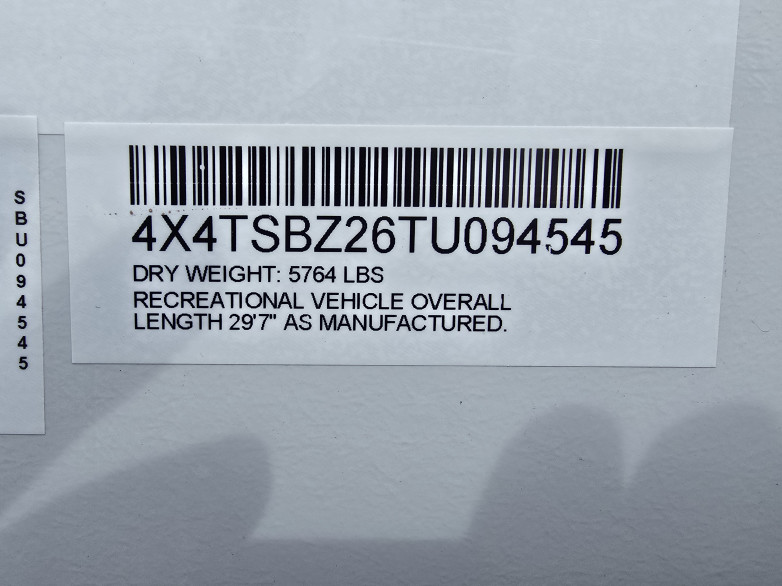 SBU094545
4X4TSBZ26TU094545
DRY WEIGHT: 5764 LBS
RECREATIONAL VEHICLE OVERALL
LENGTH 29'7" AS MANUFACTURED.